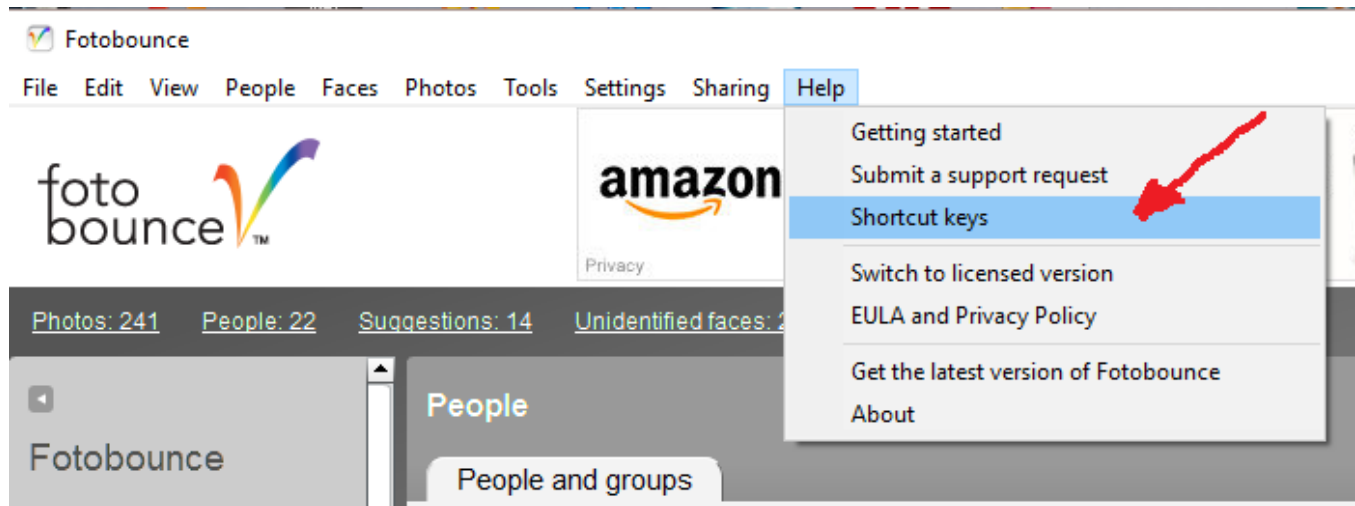 Fotobounce
File Edit View People Faces Photos Tools Settings Sharing Help
Getting started
Submit a support request
Shortcut keys
Switch to licensed version
EULA and Privacy Policy
Get the latest version of Fotobounce
About
foto
bounce
TM
amazon
Privacy
Photos: 241 People: 22 Suggestions: 14 Unidentified faces:
People
Fotobounce
People and groups